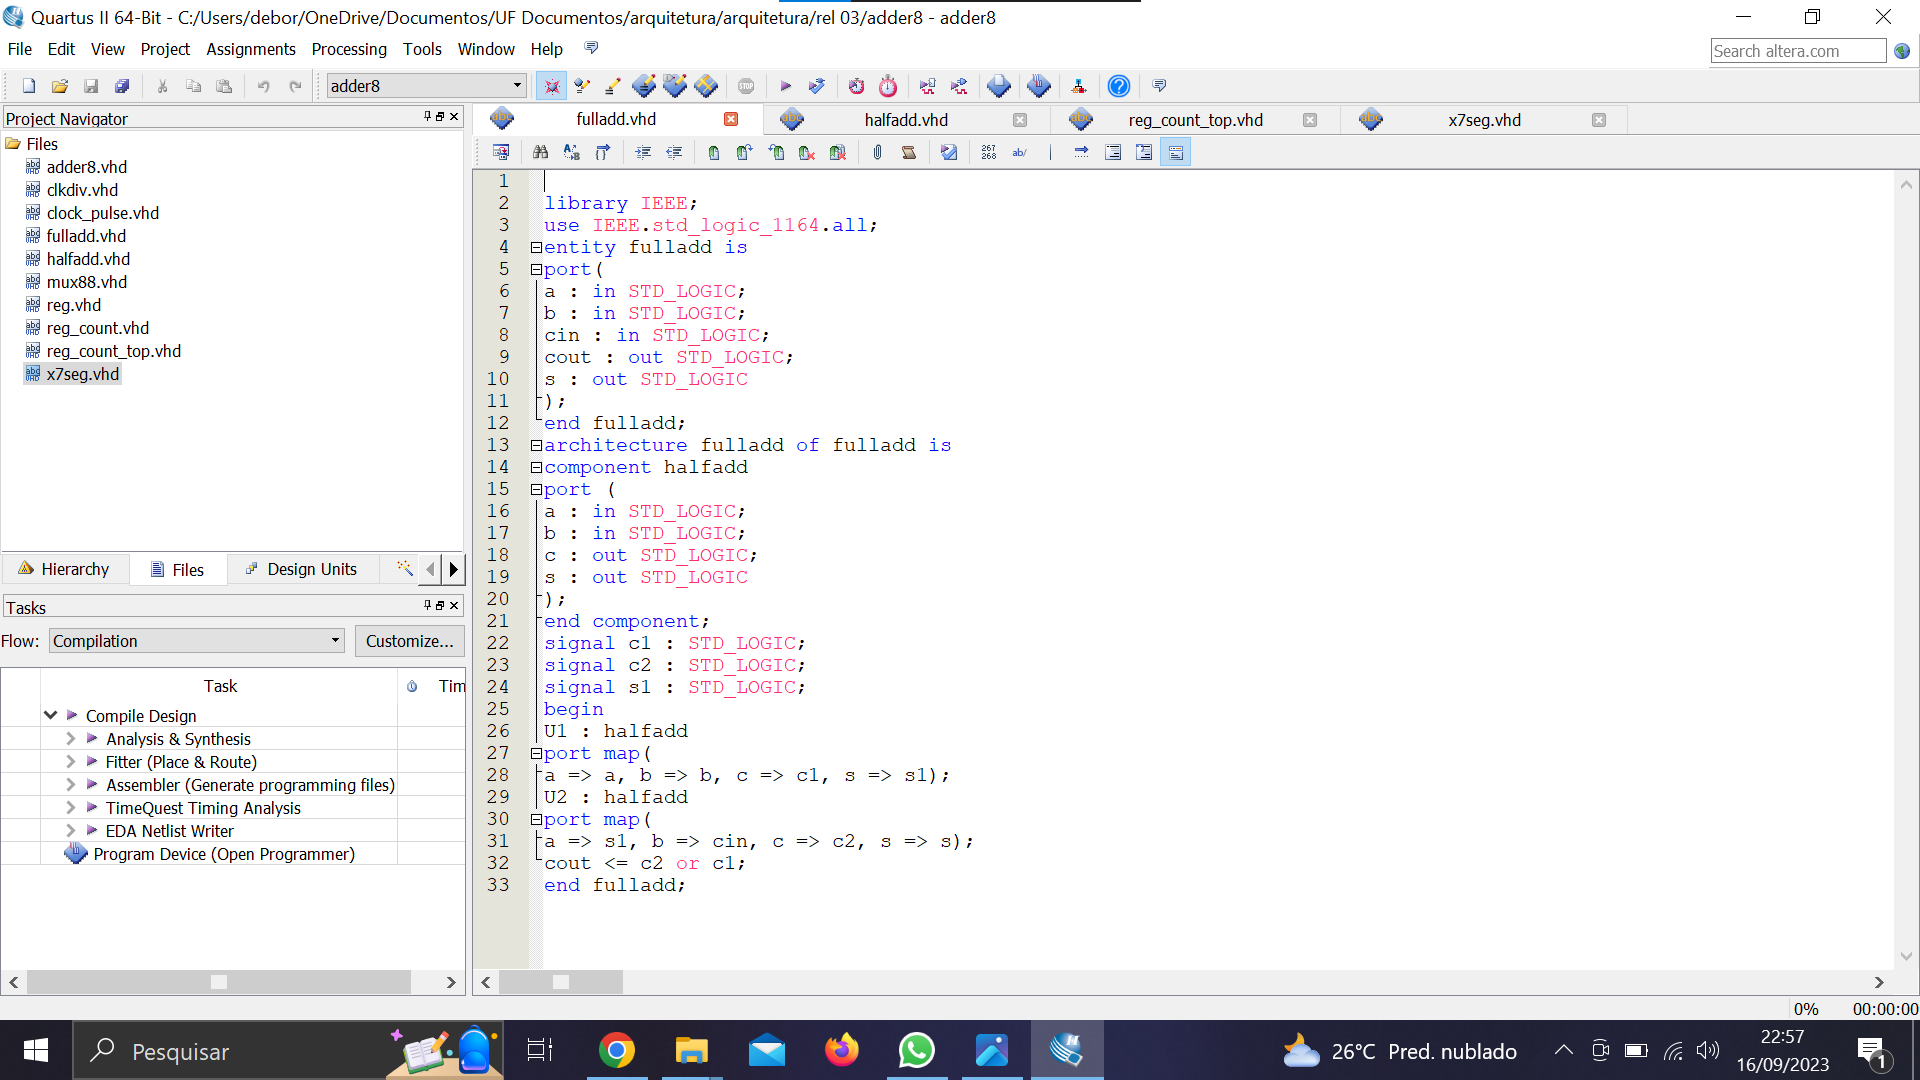 Quartus II 64-Bit - C:/Users/debor/OneDrive/Documentos/UF Documentos/arquitetura/arquitetura/rel 03/adder8 - adder8
File Edit View Project Assignments Processing Tools Window Help
Search altera.com
adder8
STOP
Project Navigator
Files
adder8.vhd
clkdiv.vhd
clock_pulse.vhd
fulladd.vhd
halfadd.vhd
mux88.vhd
reg.vhd
reg_count.vhd
reg_count_top.vhd
x7seg.vhd
Hierarchy Files Design Units
Tasks
Flow: Compilation Customize...
Task Tim
Compile Design
Analysis & Synthesis
Fitter (Place & Route)
Assembler (Generate programming files)
TimeQuest Timing Analysis
EDA Netlist Writer
Program Device (Open Programmer)
fulladd.vhd halfadd.vhd reg_count_top.vhd x7seg.vhd
267
268
ab/
1
2 library IEEE;
3 use IEEE.std_logic_1164.all;
4 entity fulladd is
5 port(
6 a : in STD_LOGIC;
7 b : in STD_LOGIC;
8 cin : in STD_LOGIC;
9 cout : out STD_LOGIC;
10 s : out STD_LOGIC
11 );
12 end fulladd;
13 architecture fulladd of fulladd is
14 component halfadd
15 port (
16 a : in STD_LOGIC;
17 b : in STD_LOGIC;
18 c : out STD_LOGIC;
19 s : out STD_LOGIC
20 );
21 end component;
22 signal c1 : STD_LOGIC;
23 signal c2 : STD_LOGIC;
24 signal s1 : STD_LOGIC;
25 begin
26 U1 : halfadd
27 port map(
28 a => a, b => b, c => c1, s => s1);
29 U2 : halfadd
30 port map(
31 a => s1, b => cin, c => c2, s => s);
32 cout <= c2 or c1;
33 end fulladd;
0% 00:00:00
Pesquisar
26°C Pred. nublado
22:57
16/09/2023
1